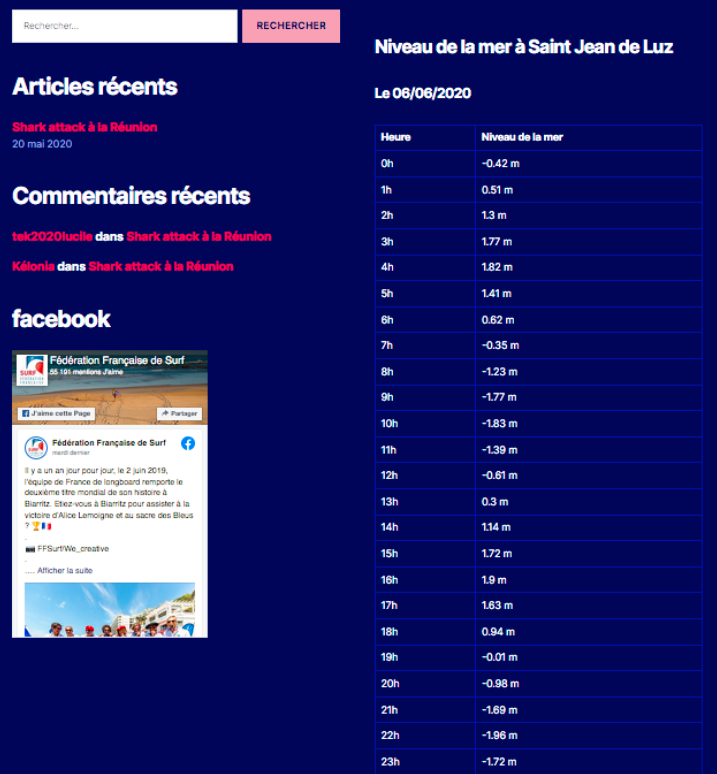 Rechercher...
RECHERCHER
Articles récents
Shark attack à la Réunion
20 mai 2020
Commentaires récents
tek2020lucile dans Shark attack à la Réunion
Kélonia dans Shark attack à la Réunion
facebook
Fédération Française de Surf
55 191 mentions J'aime
SURF
J'aime cette Page
Partager
Fédération Française de Surf
mardi dernier
Il y a un an jour pour jour, le 2 juin 2019,
l'équipe de France de longboard remporte le
deuxième titre mondial de son histoire à
Biarritz. Etiez-vous à Biarritz pour assister à la
victoire d'Alice Lemoigne et au sacre des Bleus
? 🏆🇫🇷
.
📷 FFSurf/We_creative
.
.... Afficher la suite
Niveau de la mer à Saint Jean de Luz
Le 06/06/2020
Heure Niveau de la mer
0h -0.42 m
1h 0.51 m
2h 1.3 m
3h 1.77 m
4h 1.82 m
5h 1.41 m
6h 0.62 m
7h -0.35 m
8h -1.23 m
9h -1.77 m
10h -1.83 m
11h -1.39 m
12h -0.61 m
13h 0.3 m
14h 1.14 m
15h 1.72 m
16h 1.9 m
17h 1.63 m
18h 0.94 m
19h -0.01 m
20h -0.98 m
21h -1.69 m
22h -1.96 m
23h -1.72 m